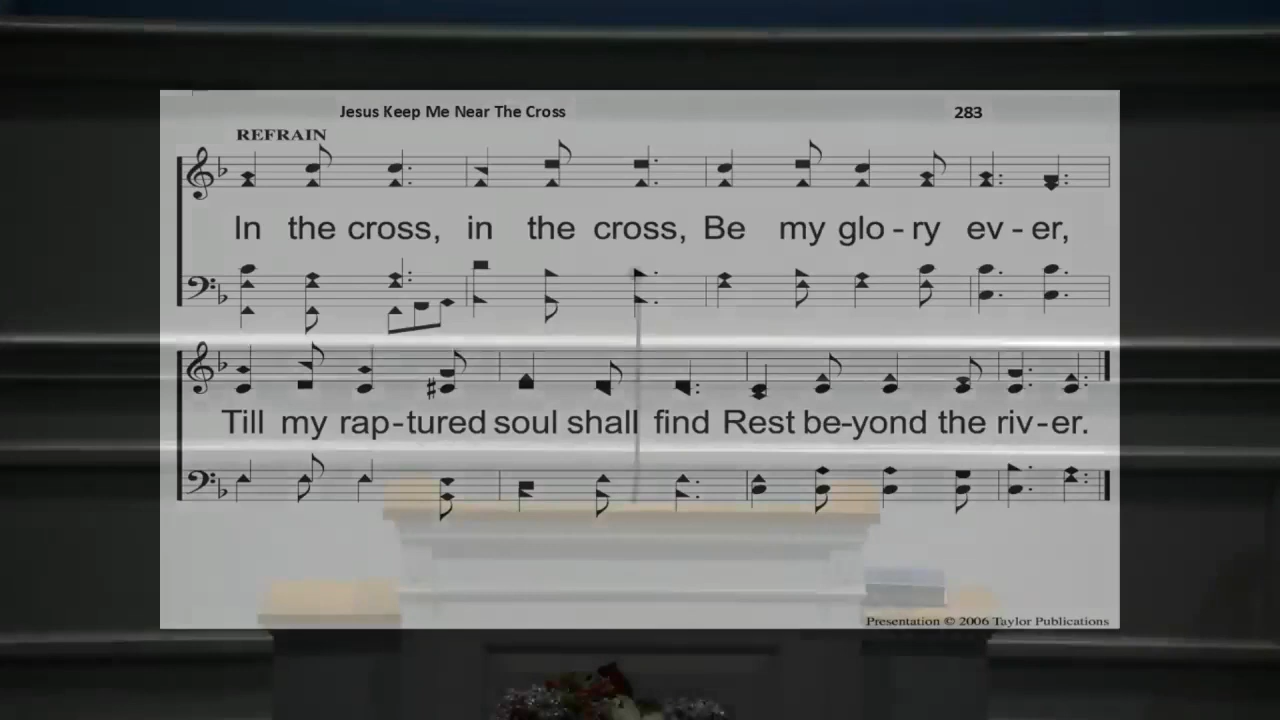 Jesus Keep Me Near The Cross 283
REFRAIN
In the cross, in the cross, Be my glo - ry ev - er,
Till my rap - tured soul shall find Rest be - yond the riv - er.
Presentation © 2006 Taylor Publications